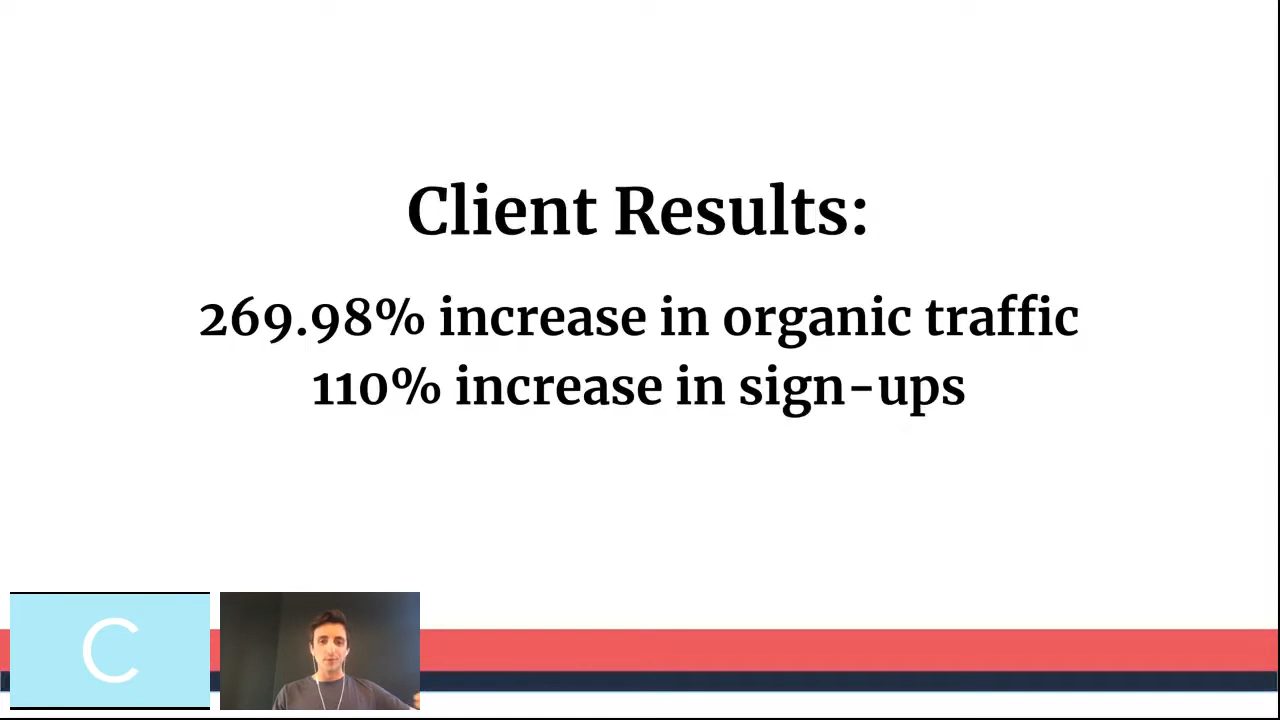 Client Results:
269.98% increase in organic traffic
110% increase in sign-ups
C